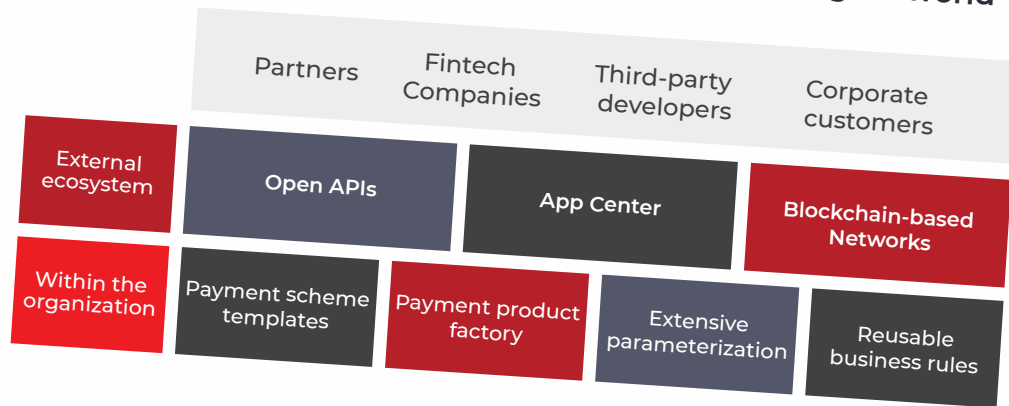 Partners
Fintech
Companies
Third-party
developers
Corporate
customers
External
ecosystem
Open APIs
App Center
Blockchain-based
Networks
Within the
organization
Payment scheme
templates
Payment product
factory
Extensive
parameterization
Reusable
business rules